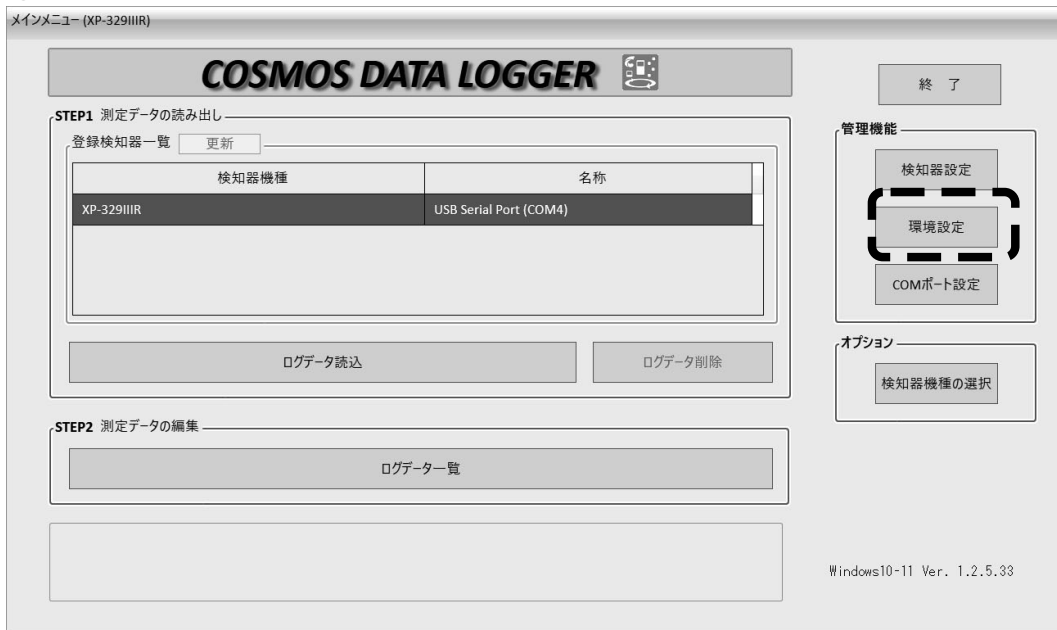 メインメニュー (XP-329IIIR)
COSMOS DATA LOGGER
終 了
STEP1 測定データの読み出し
登録検知器一覧 更新
検知器機種 名称
XP-329IIIR USB Serial Port (COM4)
ログデータ読込 ログデータ削除
STEP2 測定データの編集
ログデータ一覧
管理機能
検知器設定
環境設定
COMポート設定
オプション
検知器機種の選択
Windows10-11 Ver. 1.2.5.33